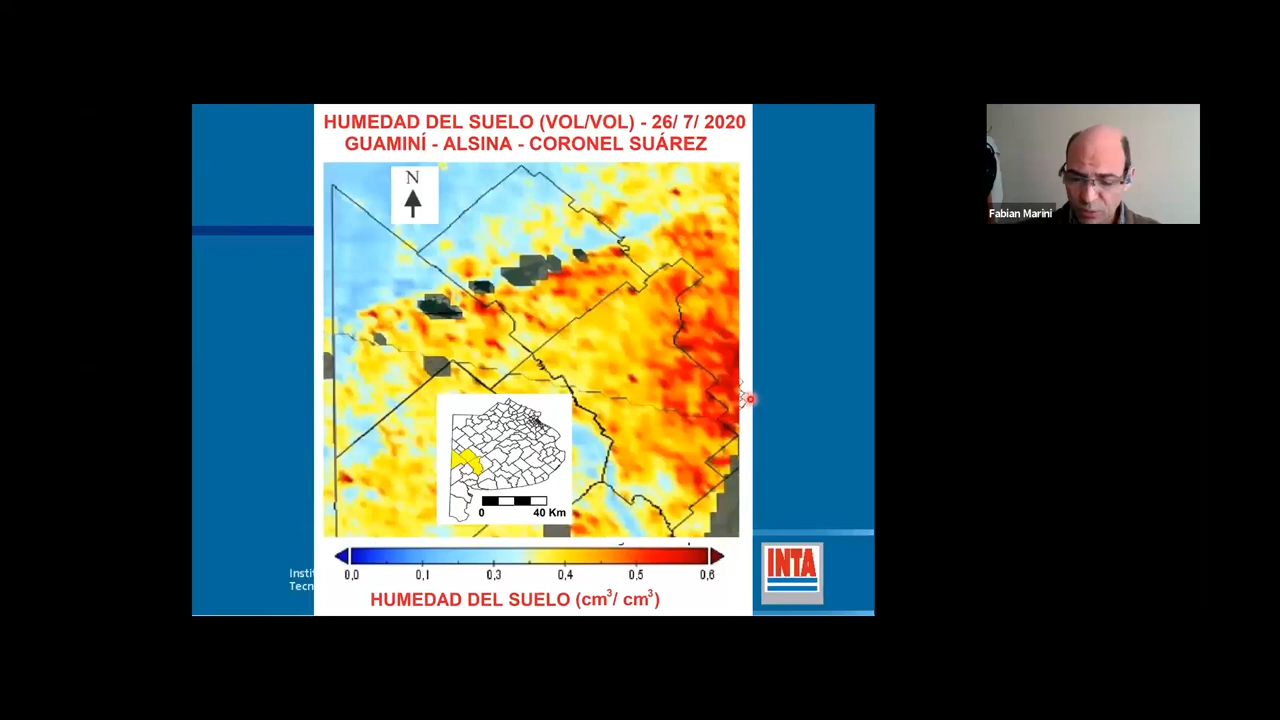 HUMEDAD DEL SUELO (VOL/VOL) - 26/ 7/ 2020
GUAMINÍ - ALSINA - CORONEL SUÁREZ
N
Fabian Marini
0 40 Km
0,0 0,1 0,3 0,4 0,5 0,6
HUMEDAD DEL SUELO (cm³/ cm³)
INTA